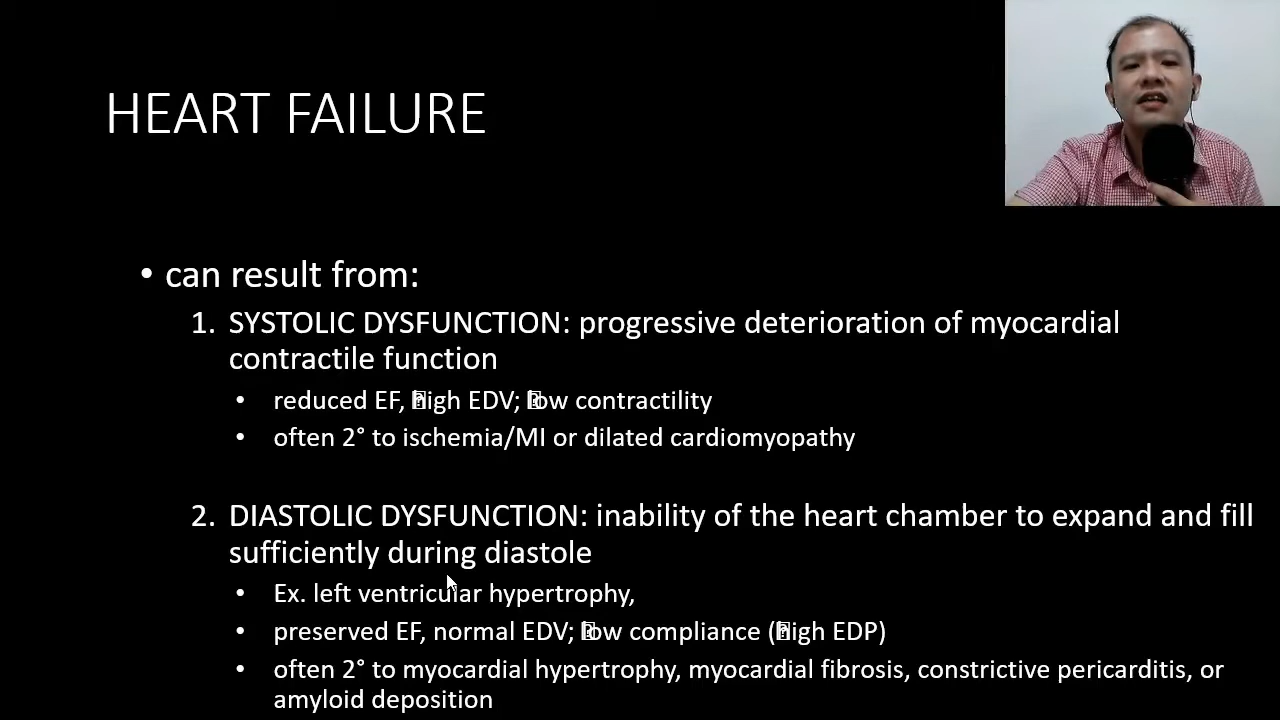 HEART FAILURE
• can result from:
1. SYSTOLIC DYSFUNCTION: progressive deterioration of myocardial
contractile function
• reduced EF, high EDV; low contractility
• often 2° to ischemia/MI or dilated cardiomyopathy
2. DIASTOLIC DYSFUNCTION: inability of the heart chamber to expand and fill
sufficiently during diastole
• Ex. left ventricular hypertrophy,
• preserved EF, normal EDV; low compliance (high EDP)
• often 2° to myocardial hypertrophy, myocardial fibrosis, constrictive pericarditis, or
amyloid deposition